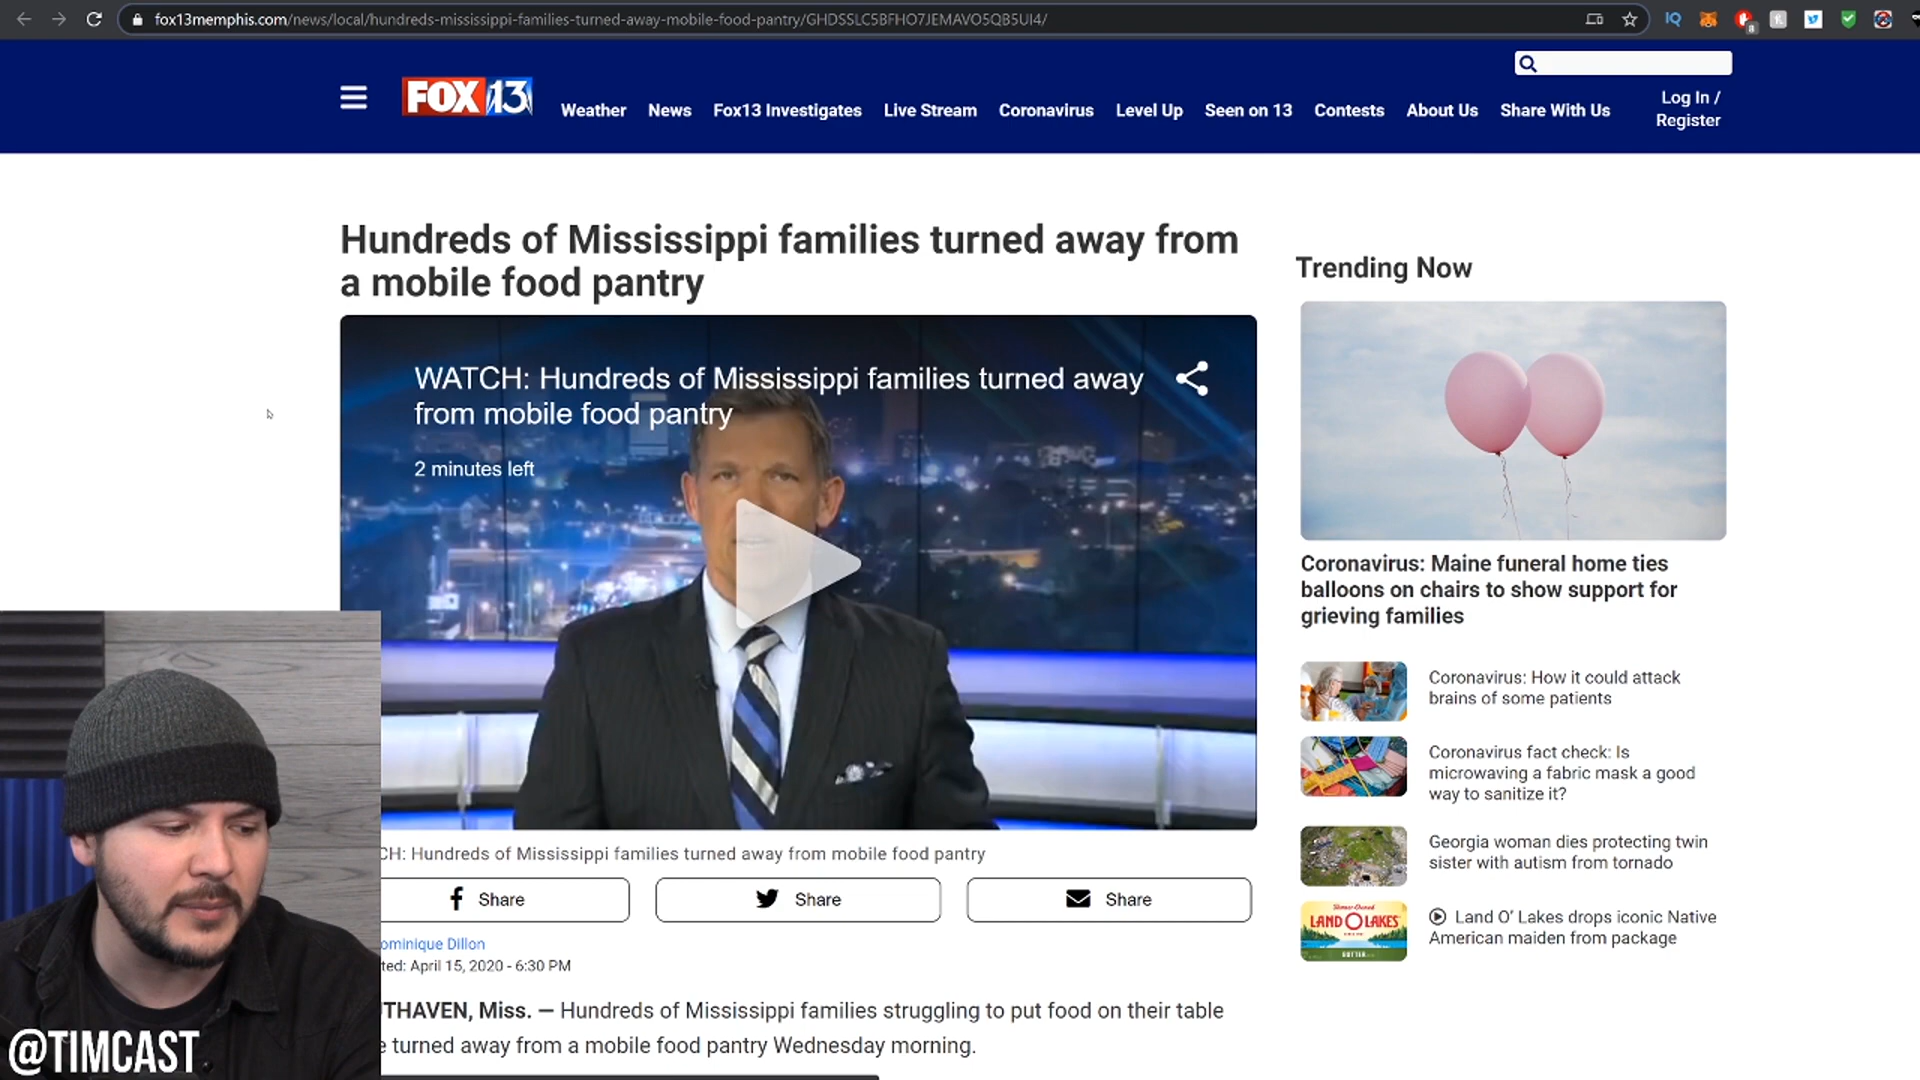 fox13memphis.com/news/local/hundreds-mississippi-families-turned-away-mobile-food-pantry/GHDSSLC5BFHO7JEMAVO5QB5UI4/
IQ
FOX 13
Weather News Fox13 Investigates Live Stream Coronavirus Level Up Seen on 13 Contests About Us Share With Us
Log In /
Register
Hundreds of Mississippi families turned away from
a mobile food pantry
WATCH: Hundreds of Mississippi families turned away
from mobile food pantry
2 minutes left
CH: Hundreds of Mississippi families turned away from mobile food pantry
Share Share Share
ominique Dillon
ted: April 15, 2020 - 6:30 PM
THAVEN, Miss. — Hundreds of Mississippi families struggling to put food on their table
e turned away from a mobile food pantry Wednesday morning.
Trending Now
Coronavirus: Maine funeral home ties
balloons on chairs to show support for
grieving families
Coronavirus: How it could attack
brains of some patients
Coronavirus fact check: Is
microwaving a fabric mask a good
way to sanitize it?
Georgia woman dies protecting twin
sister with autism from tornado
LAND O LAKES
BUTTER
Land O' Lakes drops iconic Native
American maiden from package
@TIMCAST